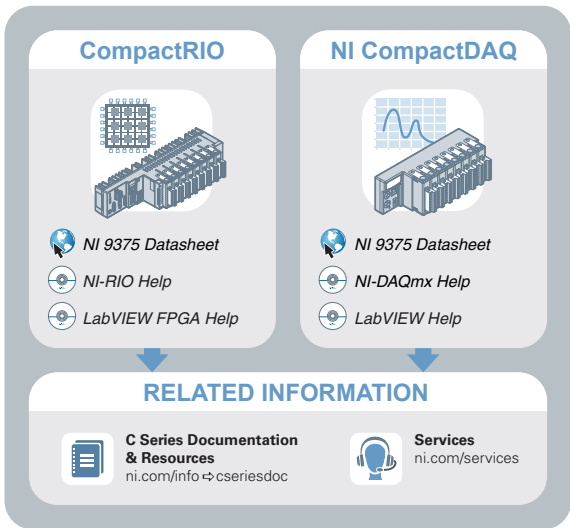 CompactRIO
NI 9375 Datasheet
NI-RIO Help
LabVIEW FPGA Help
NI CompactDAQ
NI 9375 Datasheet
NI-DAQmx Help
LabVIEW Help
RELATED INFORMATION
C Series Documentation
& Resources
ni.com/info ⇨ cseriesdoc
Services
ni.com/services